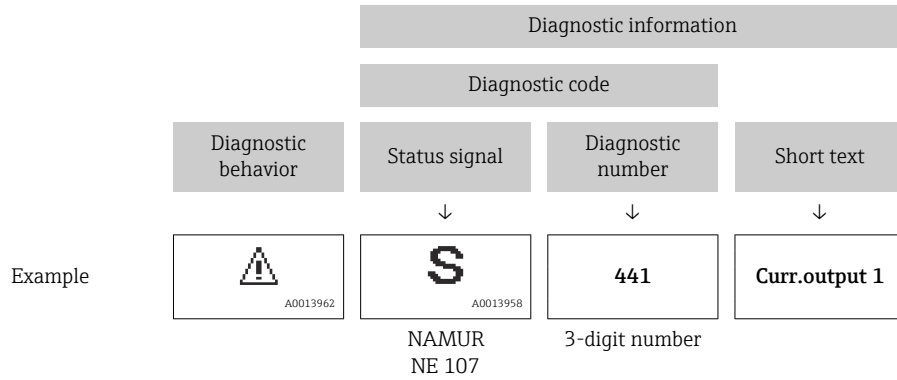 Diagnostic information
Diagnostic code
Diagnostic
behavior
Status signal
Diagnostic
number
Short text
↓ ↓ ↓
Example
A0013962
S
A0013958
441
Curr.output 1
NAMUR
NE 107
3-digit number